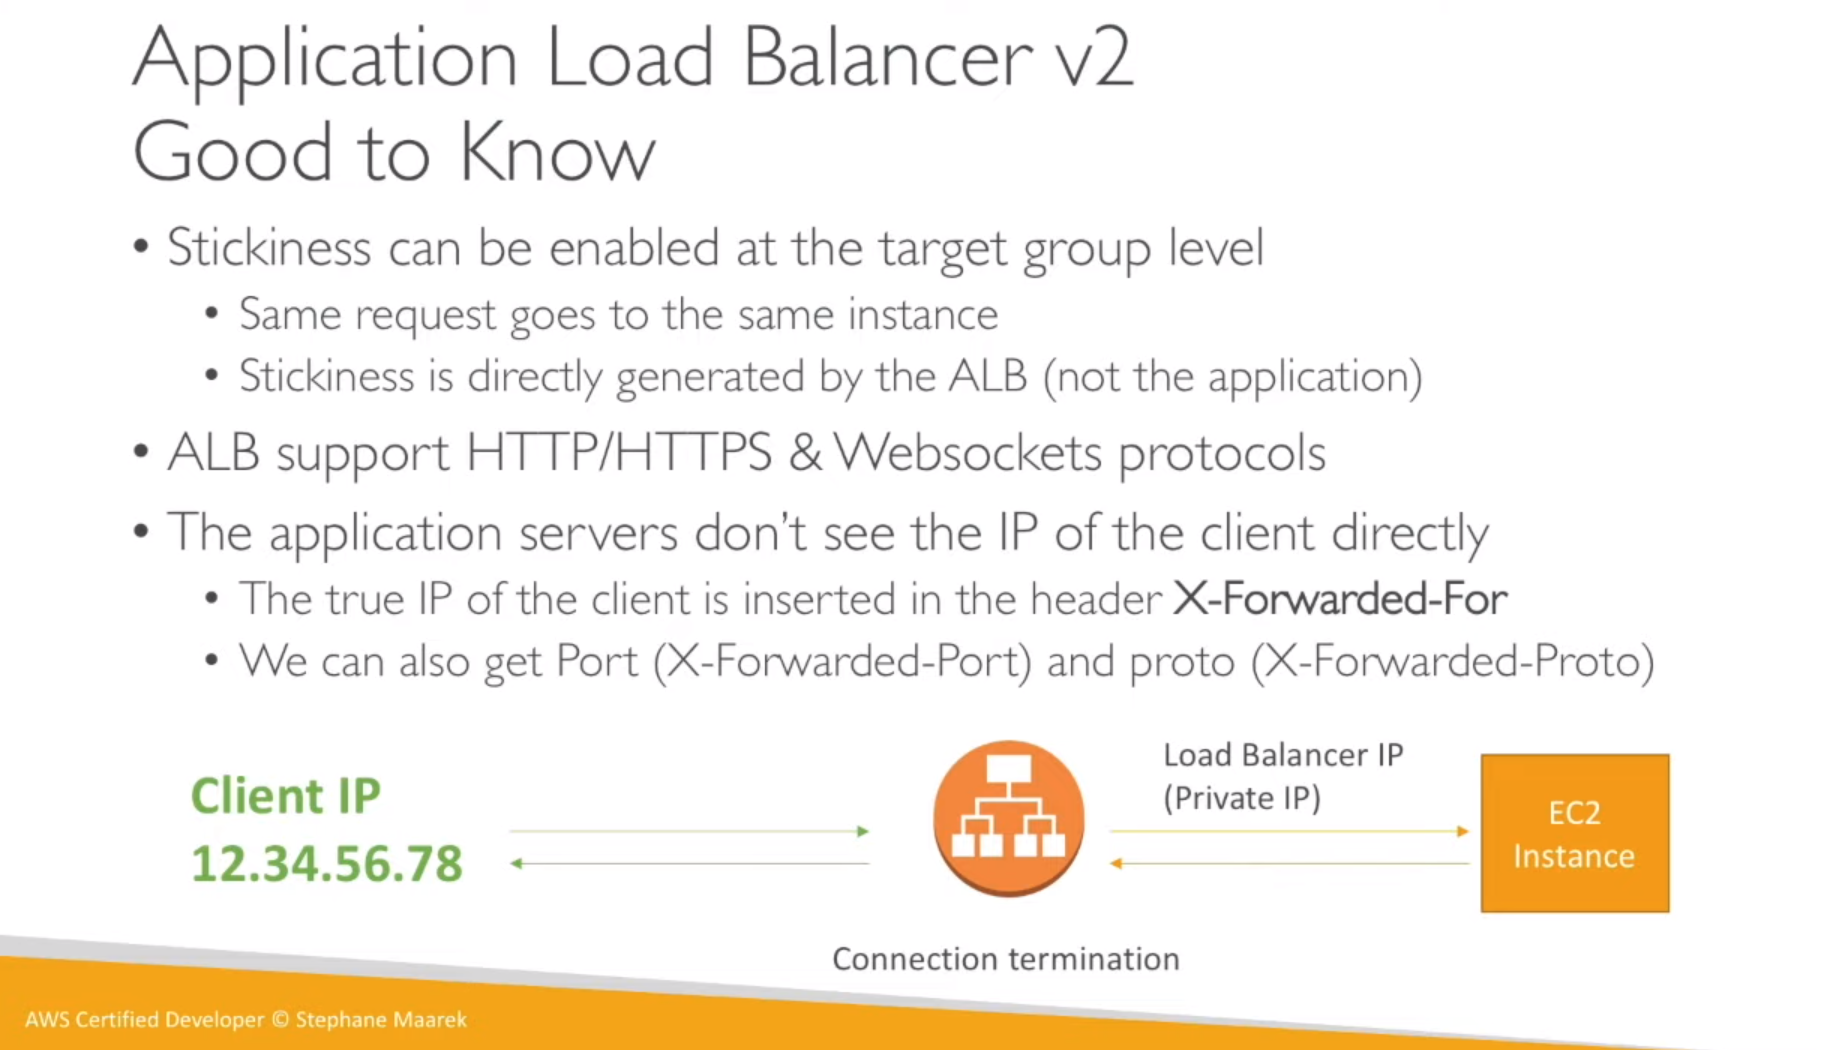 Application Load Balancer v2
Good to Know
• Stickiness can be enabled at the target group level
• Same request goes to the same instance
• Stickiness is directly generated by the ALB (not the application)
• ALB support HTTP/HTTPS & Websockets protocols
• The application servers don’t see the IP of the client directly
• The true IP of the client is inserted in the header X-Forwarded-For
• We can also get Port (X-Forwarded-Port) and proto (X-Forwarded-Proto)
Client IP
12.34.56.78
Load Balancer IP
(Private IP)
EC2
Instance
Connection termination
AWS Certified Developer © Stephane Maarek